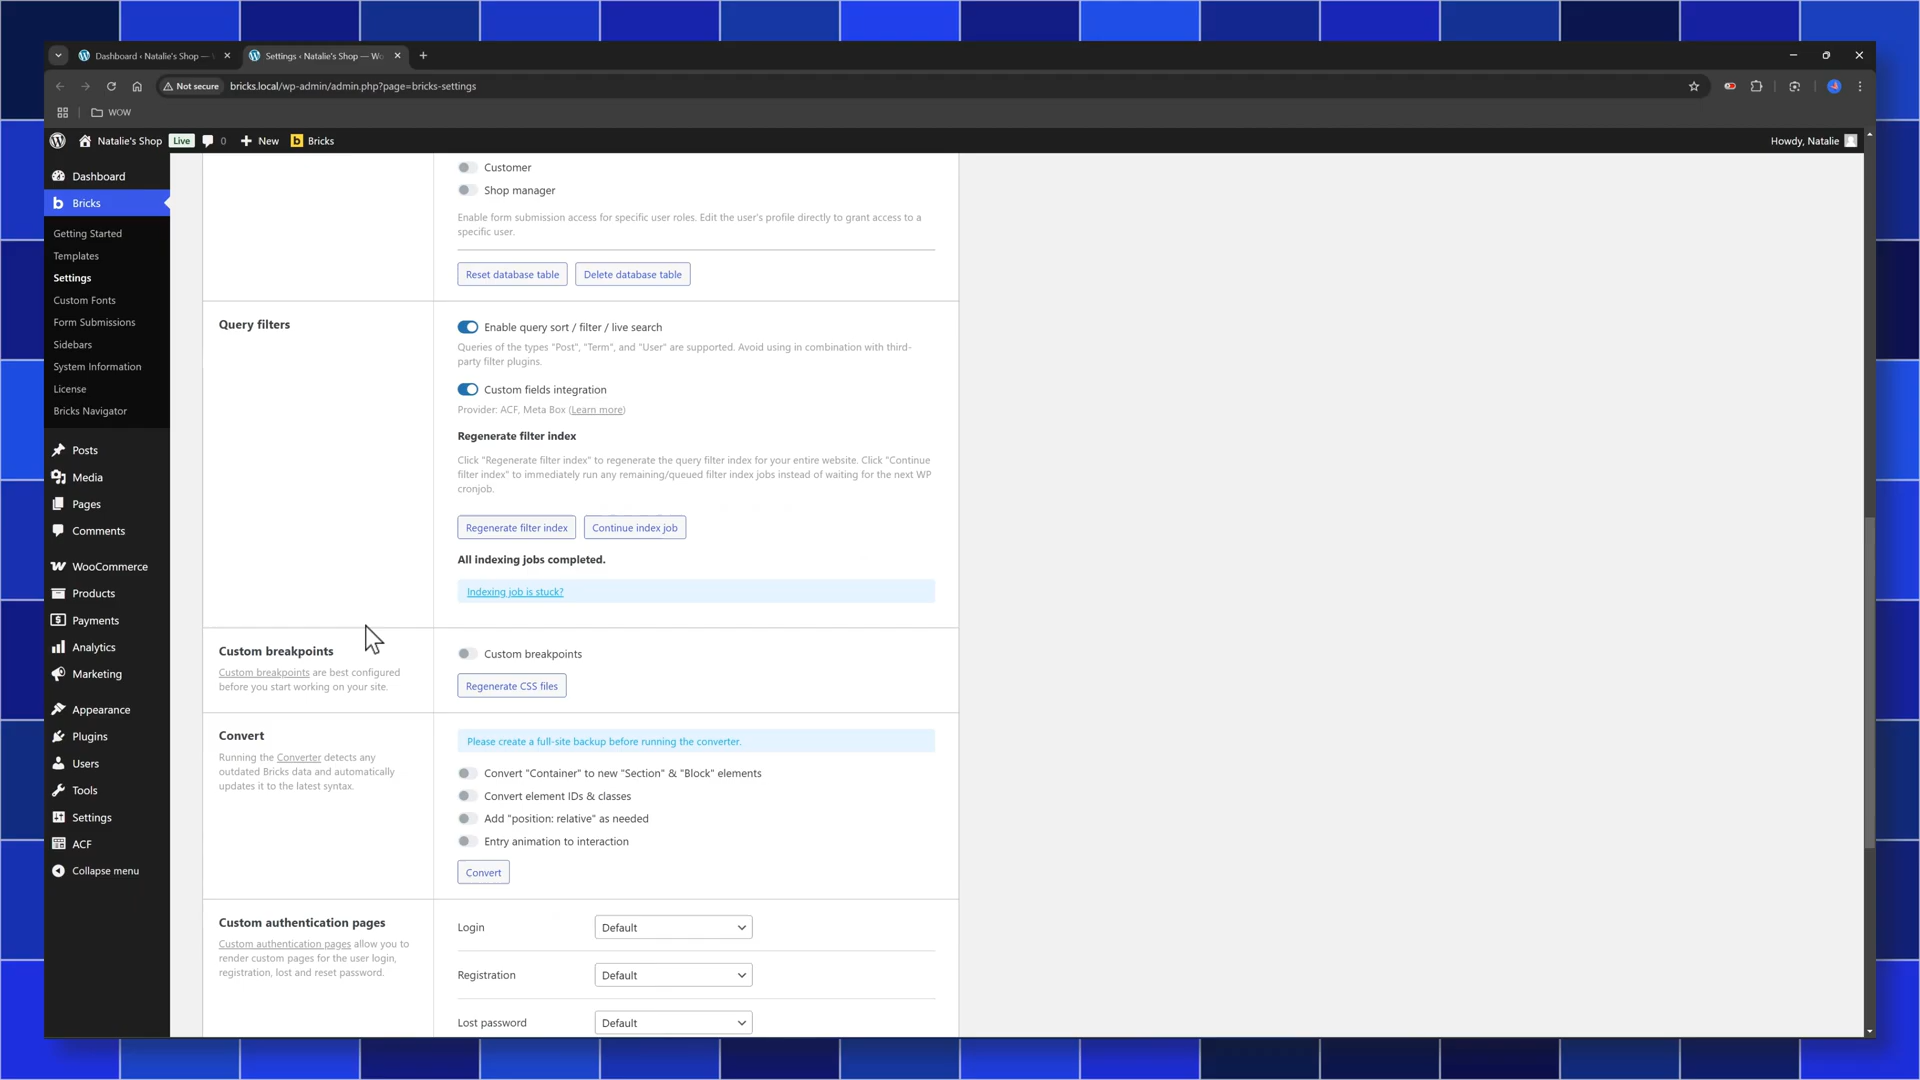 Dashboard ‹ Natalie's Shop —
Settings ‹ Natalie's Shop — Wo
Not secure
bricks.local/wp-admin/admin.php?page=bricks-settings
WOW
Natalie's Shop
Live
0
New
Bricks
Howdy, Natalie
Dashboard
Bricks
Getting Started
Templates
Settings
Custom Fonts
Form Submissions
Sidebars
System Information
License
Bricks Navigator
Posts
Media
Pages
Comments
WooCommerce
Products
Payments
Analytics
Marketing
Appearance
Plugins
Users
Tools
Settings
ACF
Collapse menu
Customer
Shop manager
Enable form submission access for specific user roles. Edit the user's profile directly to grant access to a
specific user.
Reset database table
Delete database table
Query filters
Enable query sort / filter / live search
Queries of the types "Post", "Term", and "User" are supported. Avoid using in combination with third-
party filter plugins.
Custom fields integration
Provider: ACF, Meta Box (Learn more)
Regenerate filter index
Click "Regenerate filter index" to regenerate the query filter index for your entire website. Click "Continue
filter index" to immediately run any remaining/queued filter index jobs instead of waiting for the next WP
cronjob.
Regenerate filter index
Continue index job
All indexing jobs completed.
Indexing job is stuck?
Custom breakpoints
Custom breakpoints are best configured
before you start working on your site.
Custom breakpoints
Regenerate CSS files
Convert
Running the Converter detects any
outdated Bricks data and automatically
updates it to the latest syntax.
Please create a full-site backup before running the converter.
Convert "Container" to new "Section" & "Block" elements
Convert element IDs & classes
Add "position: relative" as needed
Entry animation to interaction
Convert
Custom authentication pages
Custom authentication pages allow you to
render custom pages for the user login,
registration, lost and reset password.
Login
Default
Registration
Default
Lost password
Default